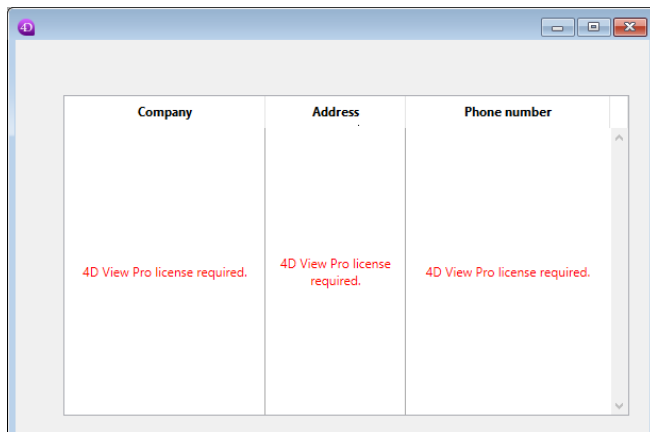 4D
Company Address Phone number
4D View Pro license required.
4D View Pro license
required.
4D View Pro license required.